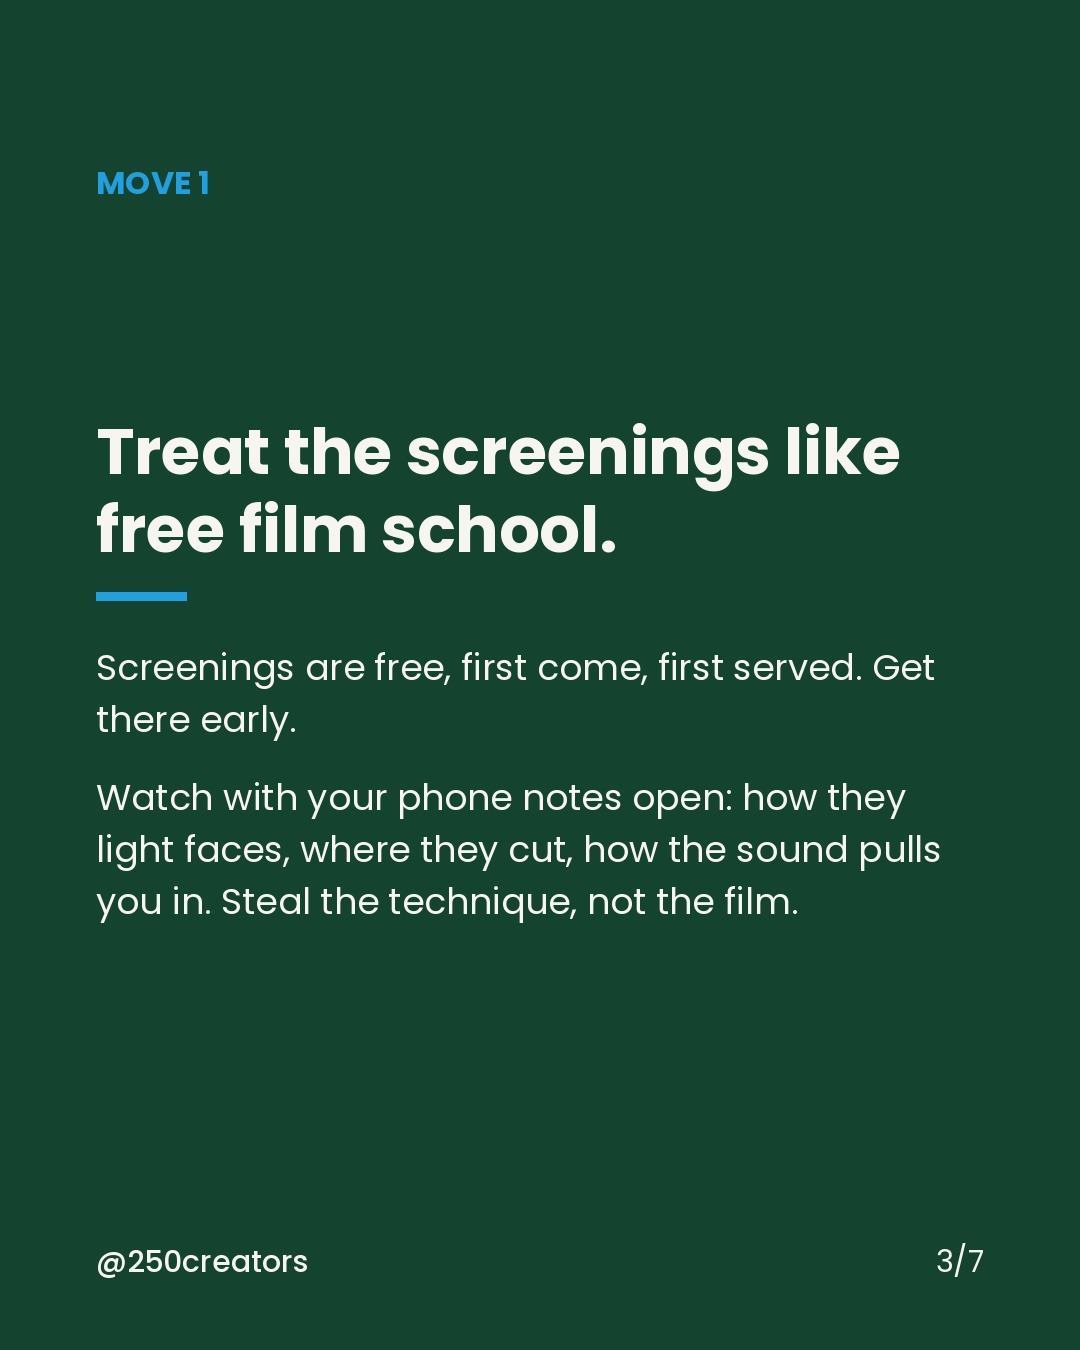 MOVE 1
Treat the screenings like
free film school.
Screenings are free, first come, first served. Get
there early.
Watch with your phone notes open: how they
light faces, where they cut, how the sound pulls
you in. Steal the technique, not the film.
@250creators
3/7